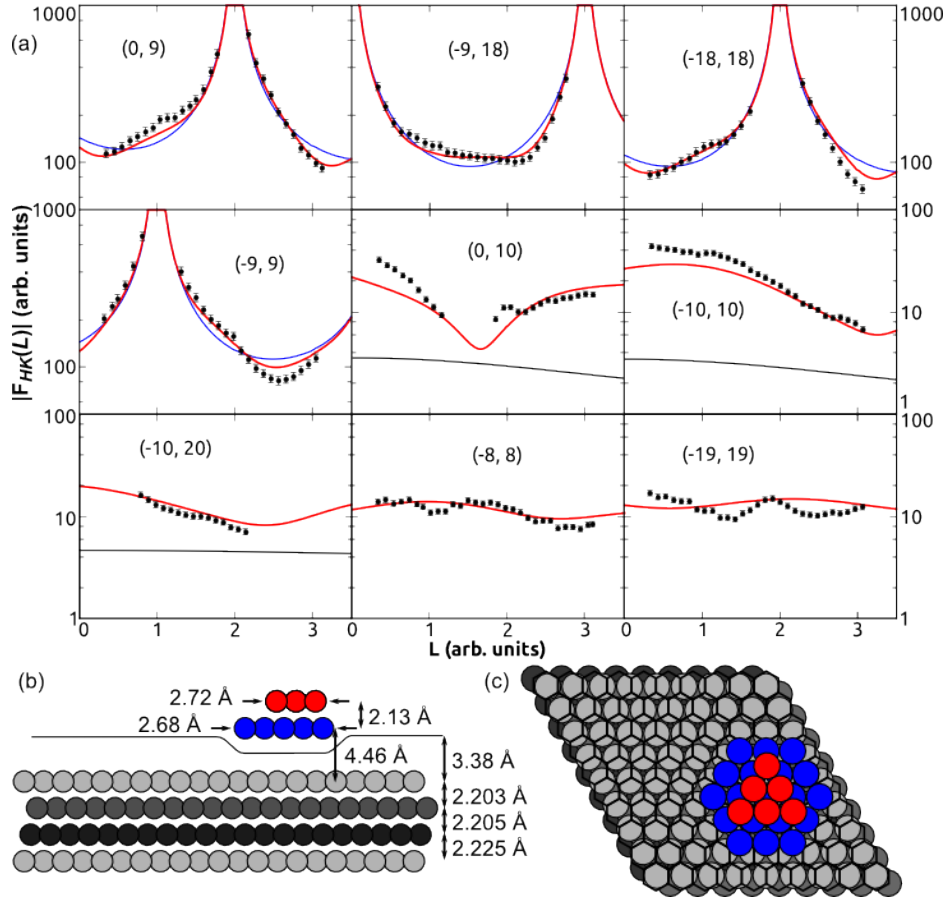 (a)
1000
1000
(0, 9)
(-9, 18)
(-18, 18)
100
100
|F_HK(L)| (arb. units)
1000
100
(-9, 9)
(0, 10)
(-10, 10)
100
10
100
1
100
(-10, 20)
(-8, 8)
(-19, 19)
10
10
1
1
0 1 2 3 0 1 2 3 0 1 2 3
L (arb. units)
(b)
(c)
2.72 Å
2.68 Å
2.13 Å
4.46 Å
3.38 Å
2.203 Å
2.205 Å
2.225 Å